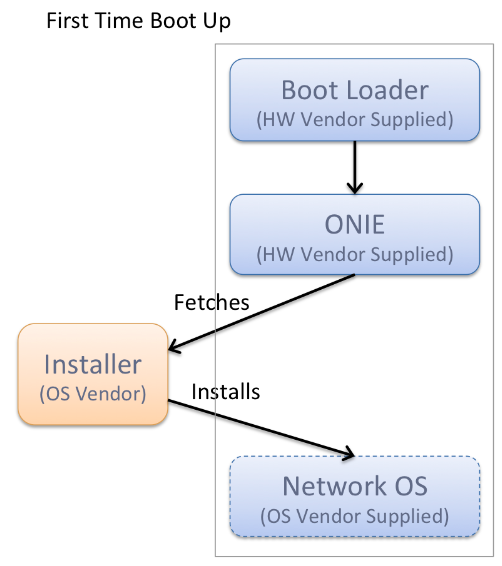 First Time Boot Up
Boot Loader
(HW Vendor Supplied)
ONIE
(HW Vendor Supplied)
Fetches
Installer
(OS Vendor)
Installs
Network OS
(OS Vendor Supplied)